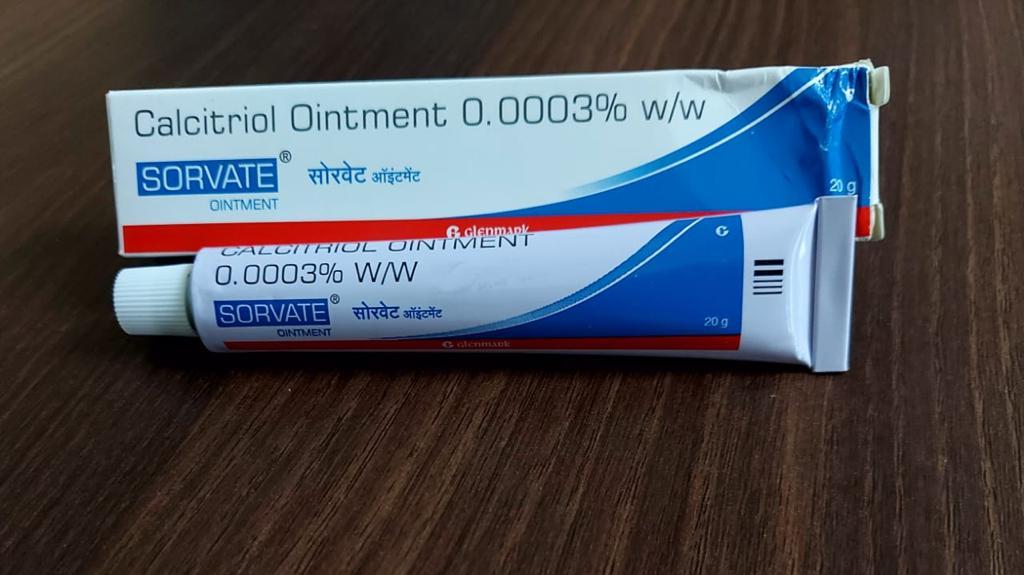 Calcitriol Ointment 0.0003% w/w
SORVATE®
सोरवेट ऑइंटमेंट
OINTMENT
20 g
G glenmark
CALCITRIOL OINTMENT
0.0003% W/W
G
SORVATE®
सोरवेट ऑइंटमेंट
OINTMENT
20 g
G glenmark